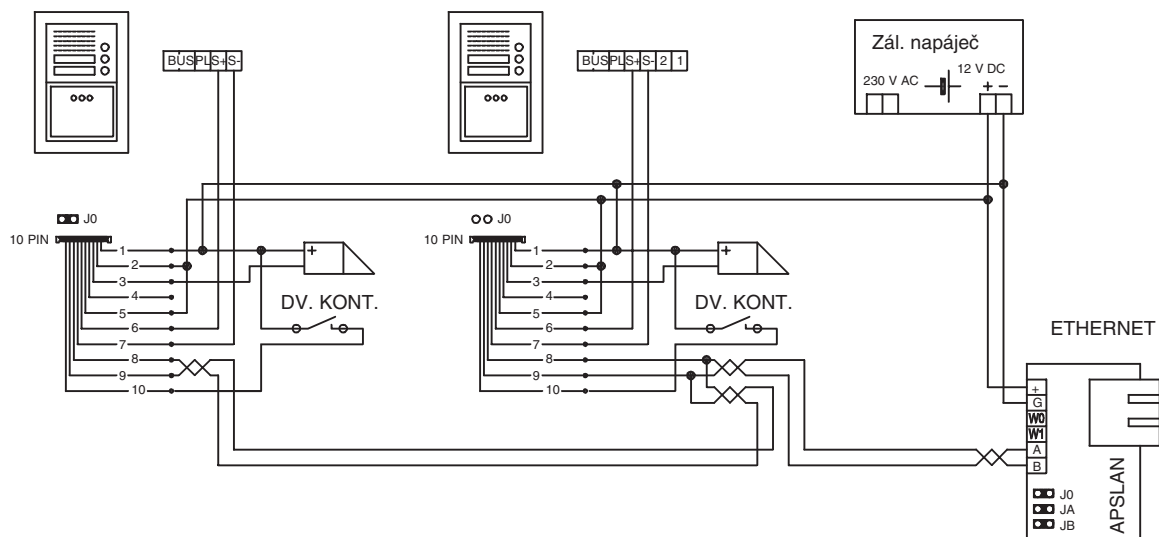 BUS PL S+ S-
BUS PL S+ S- 2 1
Zál. napáječ
230 V AC
12 V DC
+ −
J0
10 PIN
1
2
3
4
5
6
7
8
9
10
+
DV. KONT.
J0
10 PIN
1
2
3
4
5
6
7
8
9
10
+
DV. KONT.
ETHERNET
+
G
W0
W1
A
B
J0
JA
JB
APSLAN